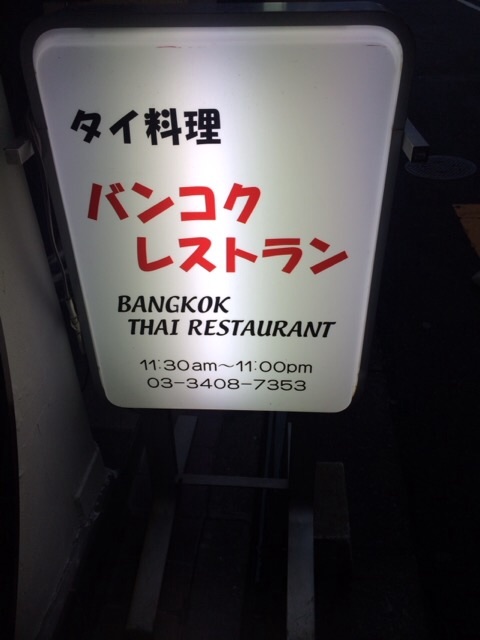 タイ料理
バンコク
レストラン
BANGKOK
THAI RESTAURANT
11:30am～11:00pm
03-3408-7353